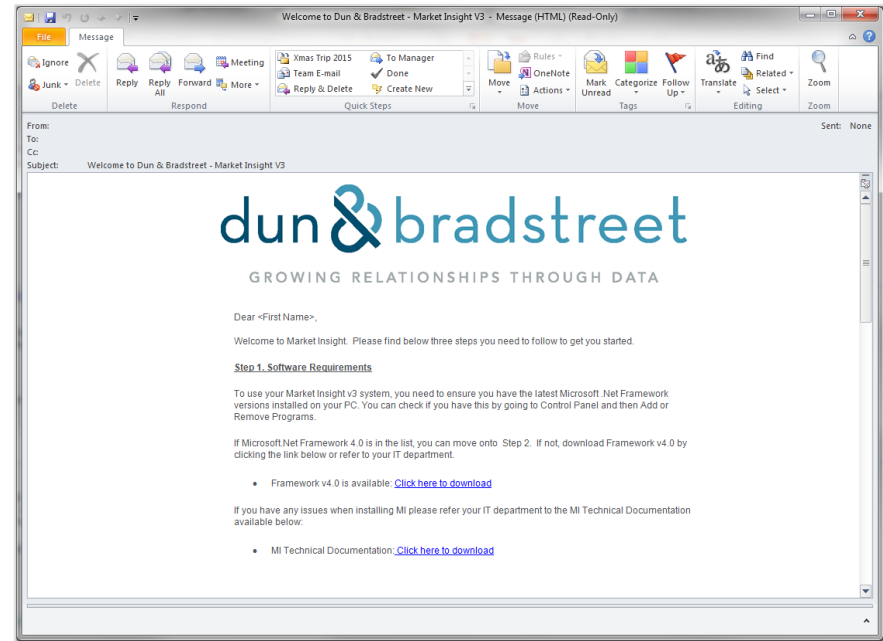 Welcome to Dun & Bradstreet - Market Insight V3 - Message (HTML) (Read-Only)
File Message
Ignore
Junk
Delete
Delete
Reply
Reply All
Forward
Meeting
More
Respond
Xmas Trip 2015
Team E-mail
Reply & Delete
To Manager
Done
Create New
Quick Steps
Move
Rules
OneNote
Actions
Move
Mark Unread
Categorize
Follow Up
Tags
Translate
Find
Related
Select
Editing
Zoom
Zoom
From: Sent: None
To:
Cc:
Subject: Welcome to Dun & Bradstreet - Market Insight V3
dun & bradstreet
GROWING RELATIONSHIPS THROUGH DATA
Dear <First Name>,
Welcome to Market Insight. Please find below three steps you need to follow to get you started.
Step 1. Software Requirements
To use your Market Insight v3 system, you need to ensure you have the latest Microsoft .Net Framework
versions installed on your PC. You can check if you have this by going to Control Panel and then Add or
Remove Programs.
If Microsoft.Net Framework 4.0 is in the list, you can move onto Step 2. If not, download Framework v4.0 by
clicking the link below or refer to your IT department.
• Framework v4.0 is available: Click here to download
If you have any issues when installing MI please refer your IT department to the MI Technical Documentation
available below:
• MI Technical Documentation: Click here to download